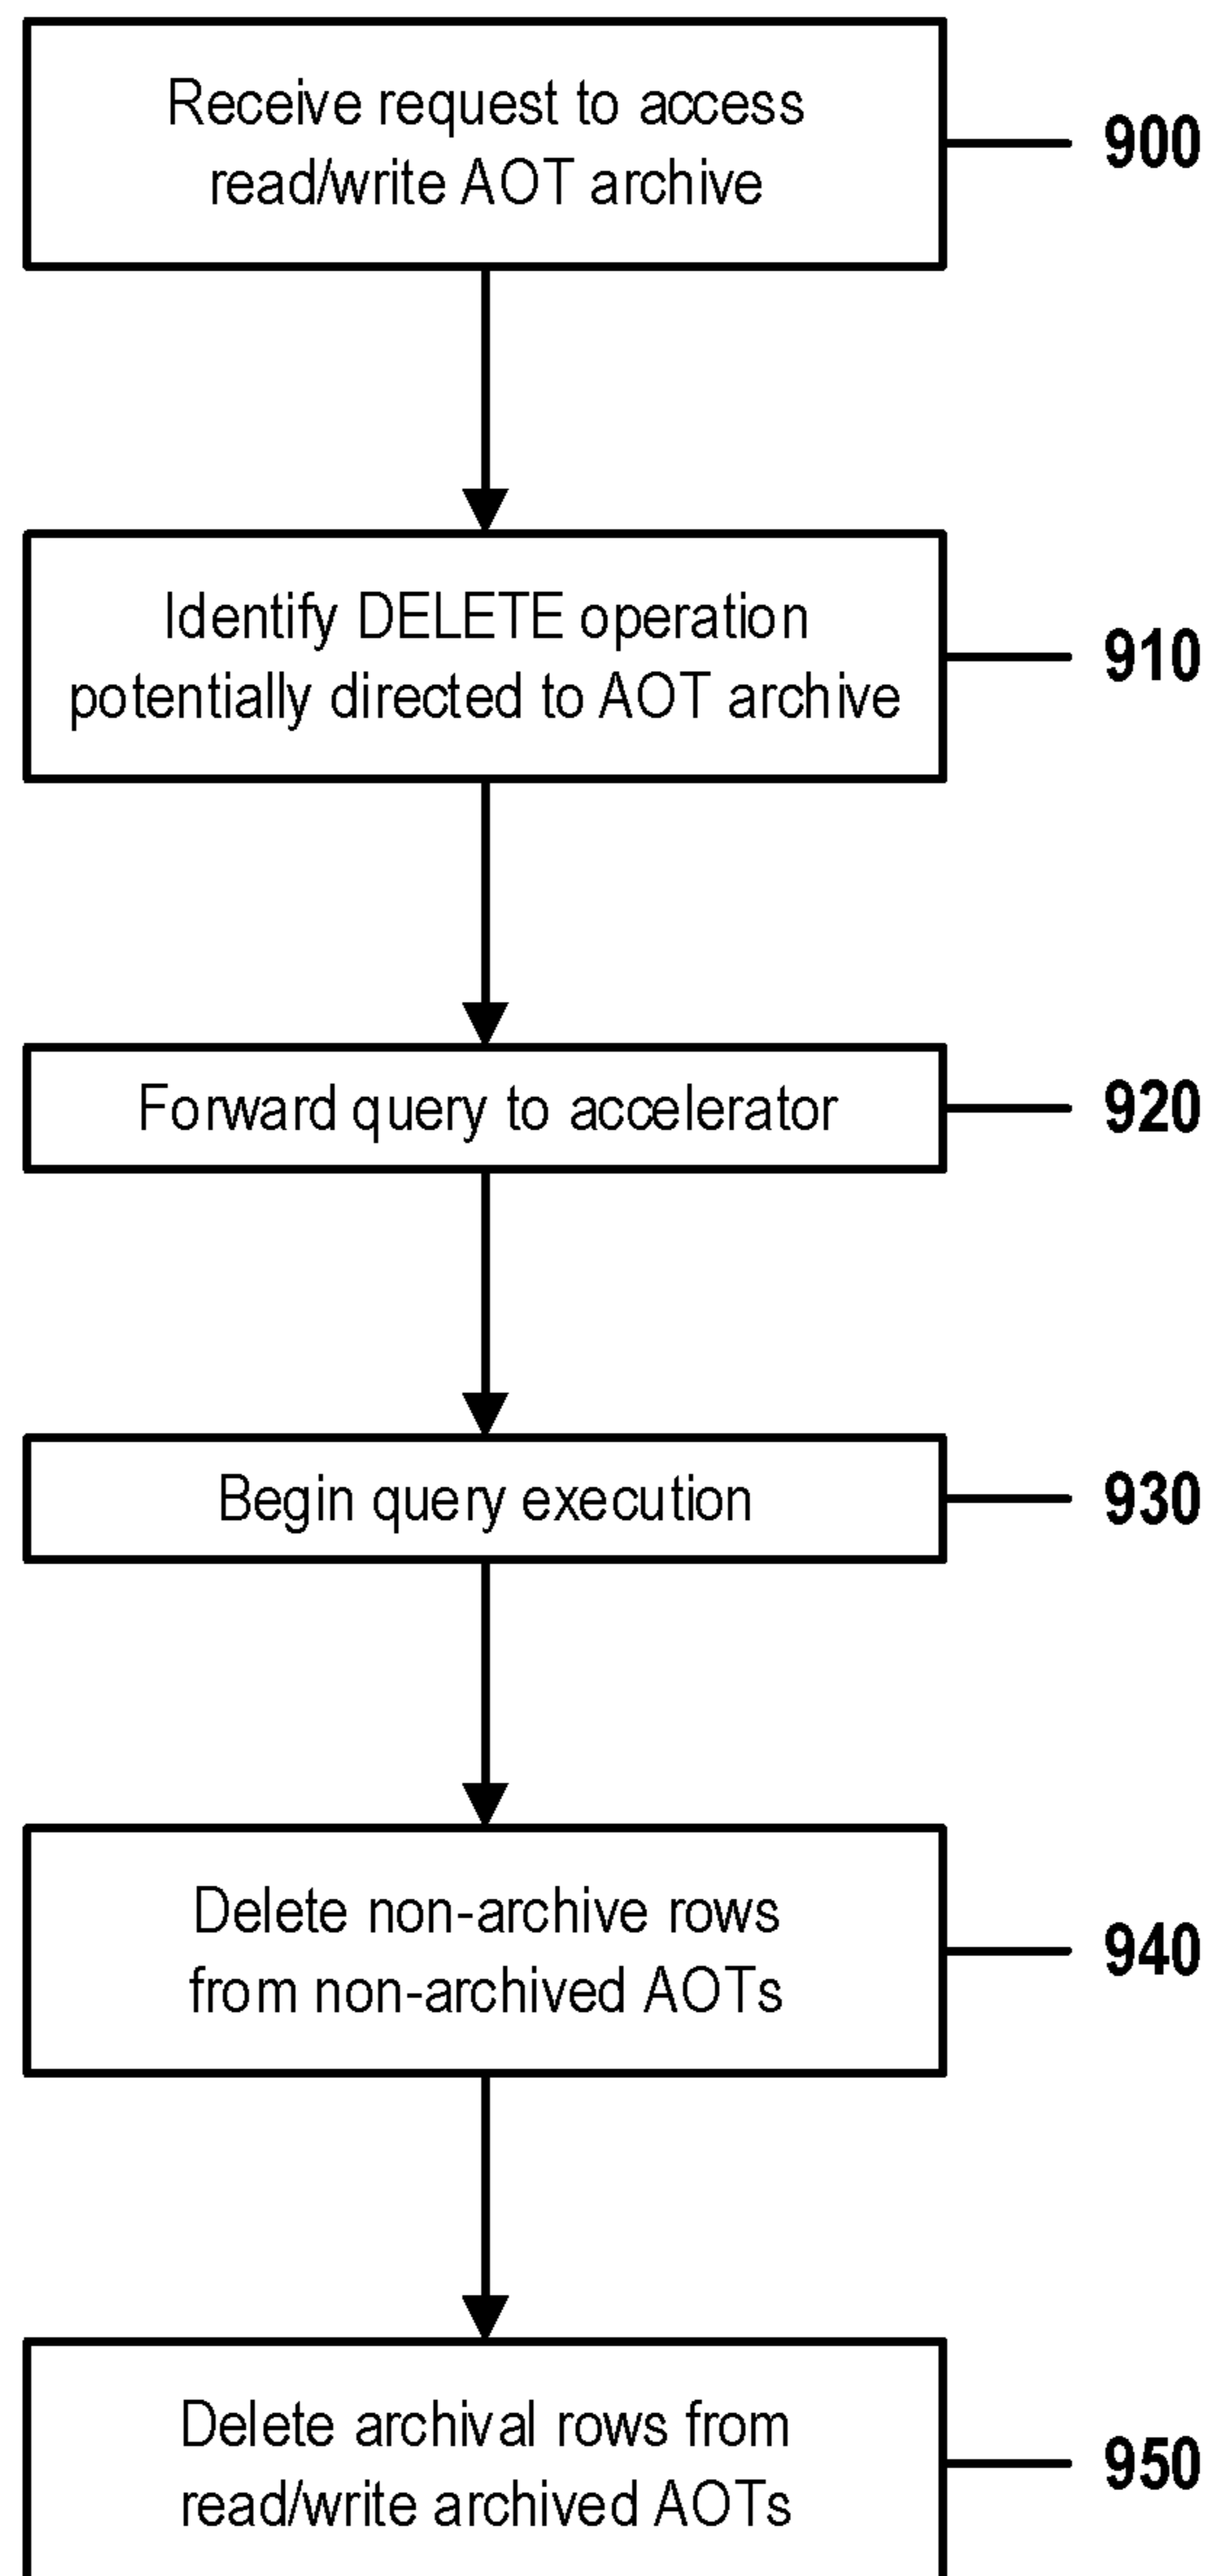 Receive request to access
read/write AOT archive
900
Identify DELETE operation
potentially directed to AOT archive
910
Forward query to accelerator
920
Begin query execution
930
Delete non-archive rows
from non-archived AOTs
940
Delete archival rows from
read/write archived AOTs
950